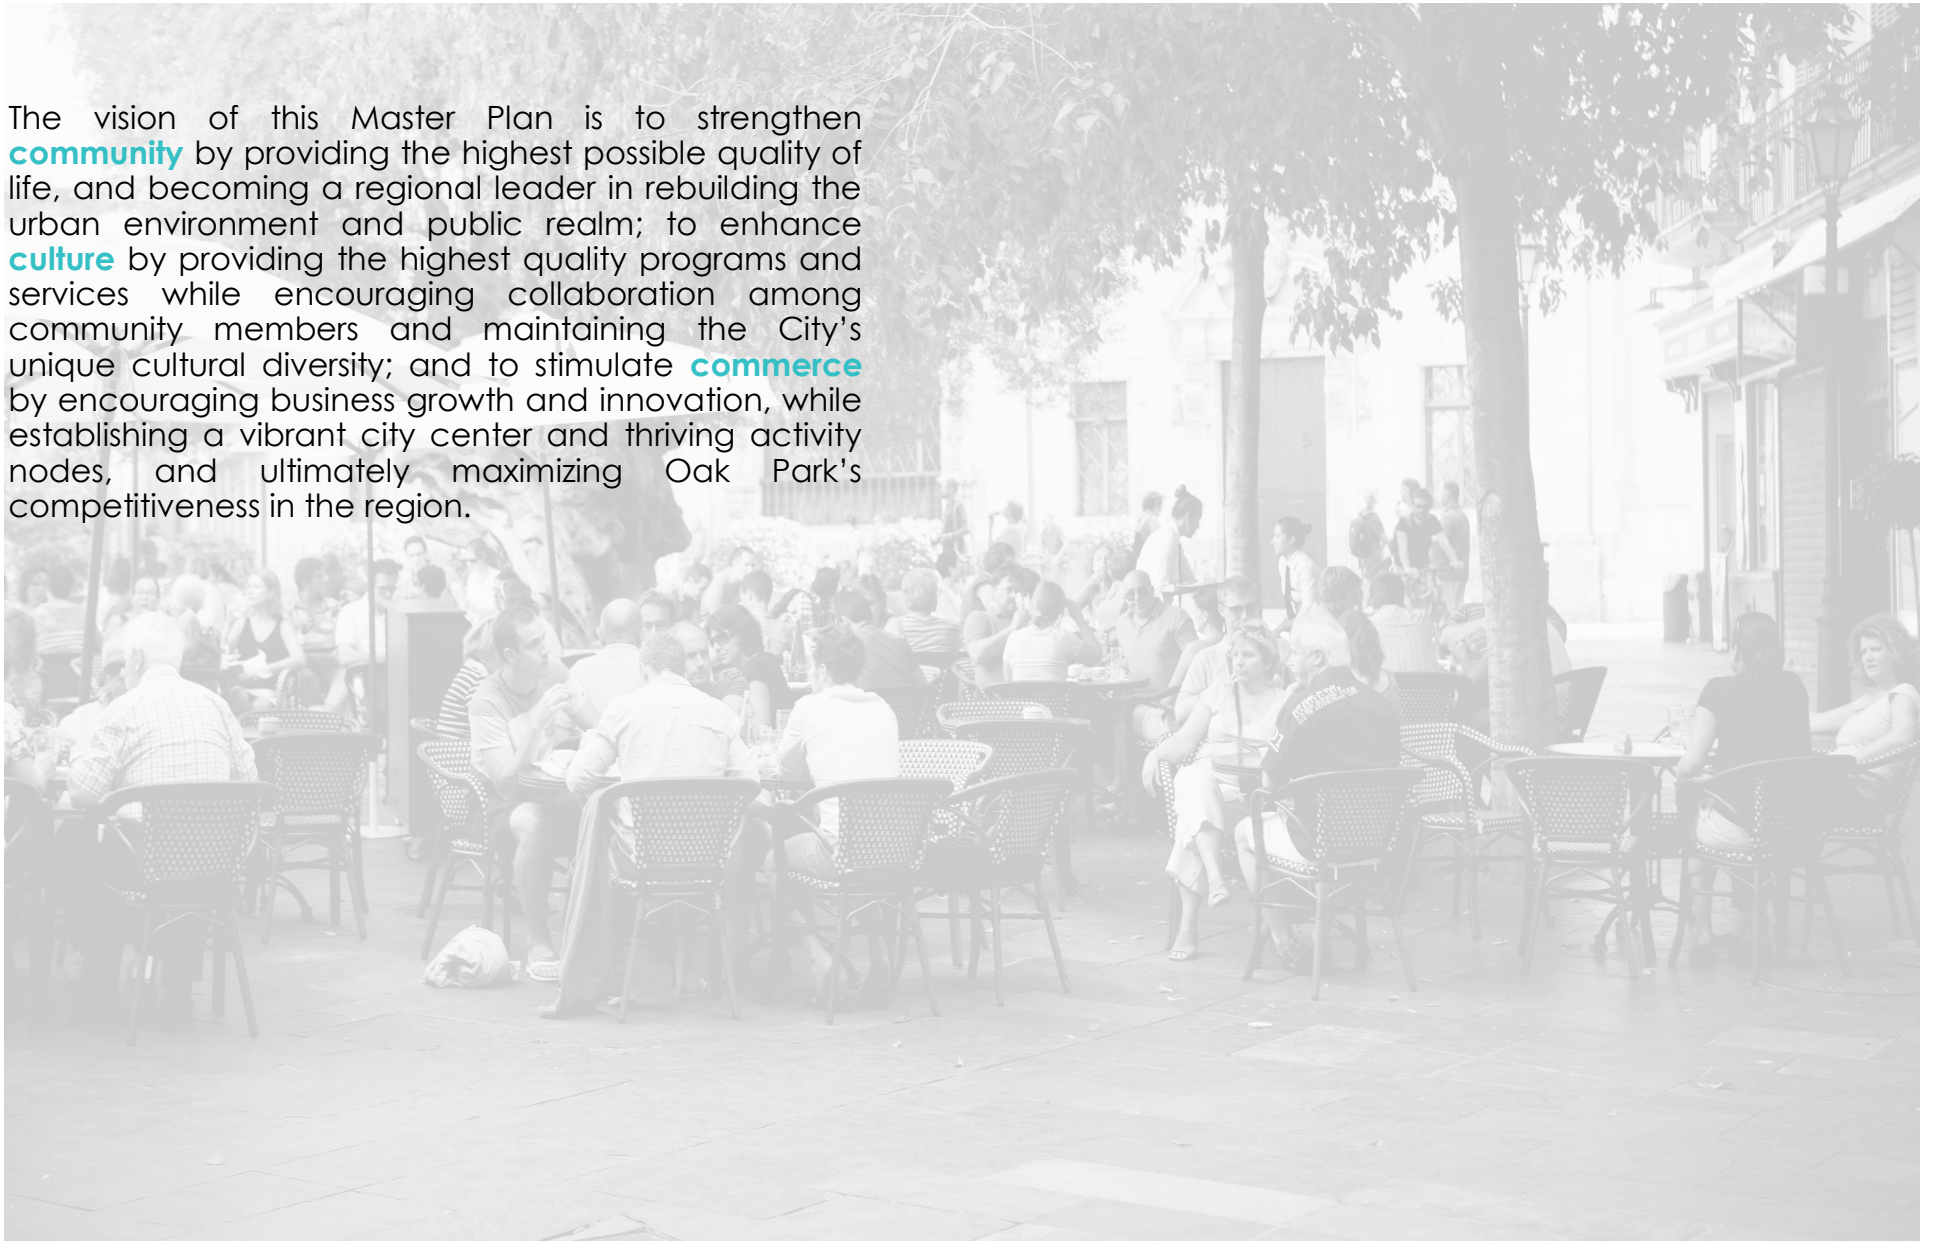 The vision of this Master Plan is to strengthen
community by providing the highest possible quality of
life, and becoming a regional leader in rebuilding the
urban environment and public realm; to enhance
culture by providing the highest quality programs and
services while encouraging collaboration among
community members and maintaining the City’s
unique cultural diversity; and to stimulate commerce
by encouraging business growth and innovation, while
establishing a vibrant city center and thriving activity
nodes, and ultimately maximizing Oak Park’s
competitiveness in the region.